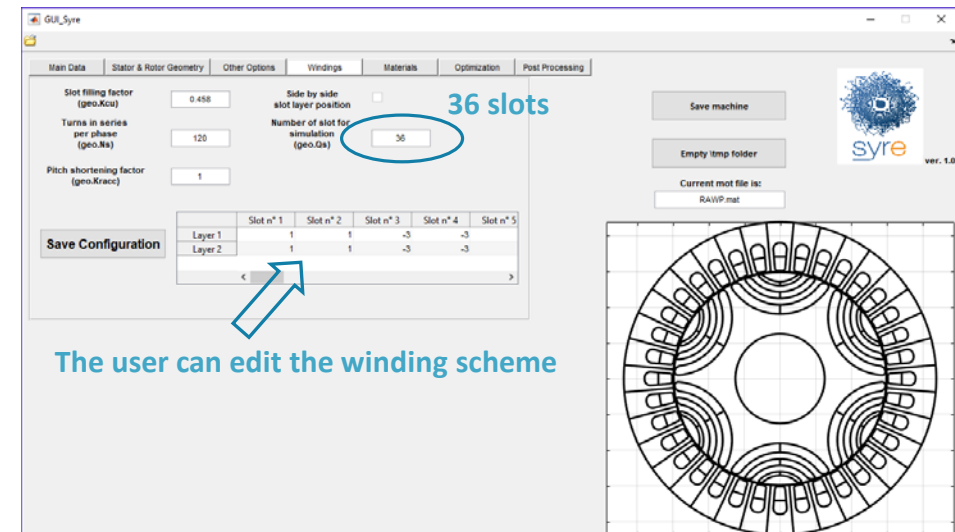 GUI_Syre
Main Data Stator & Rotor Geometry Other Options Windings Materials Optimization Post Processing
Slot filling factor
(geo.Kcu)
0.458
Side by side
slot layer position
36 slots
Turns in series
per phase
(geo.Ns)
120
Number of slot for
simulation
(geo.Qs)
36
Pitch shortening factor
(geo.Kracc)
1
Save machine
Empty \tmp folder
Current mot file is:
RAWP.mat
syre
ver. 1.0
Save Configuration
Slot n° 1 Slot n° 2 Slot n° 3 Slot n° 4 Slot n° 5
Layer 1 1 1 -3 -3
Layer 2 1 1 -3 -3
The user can edit the winding scheme